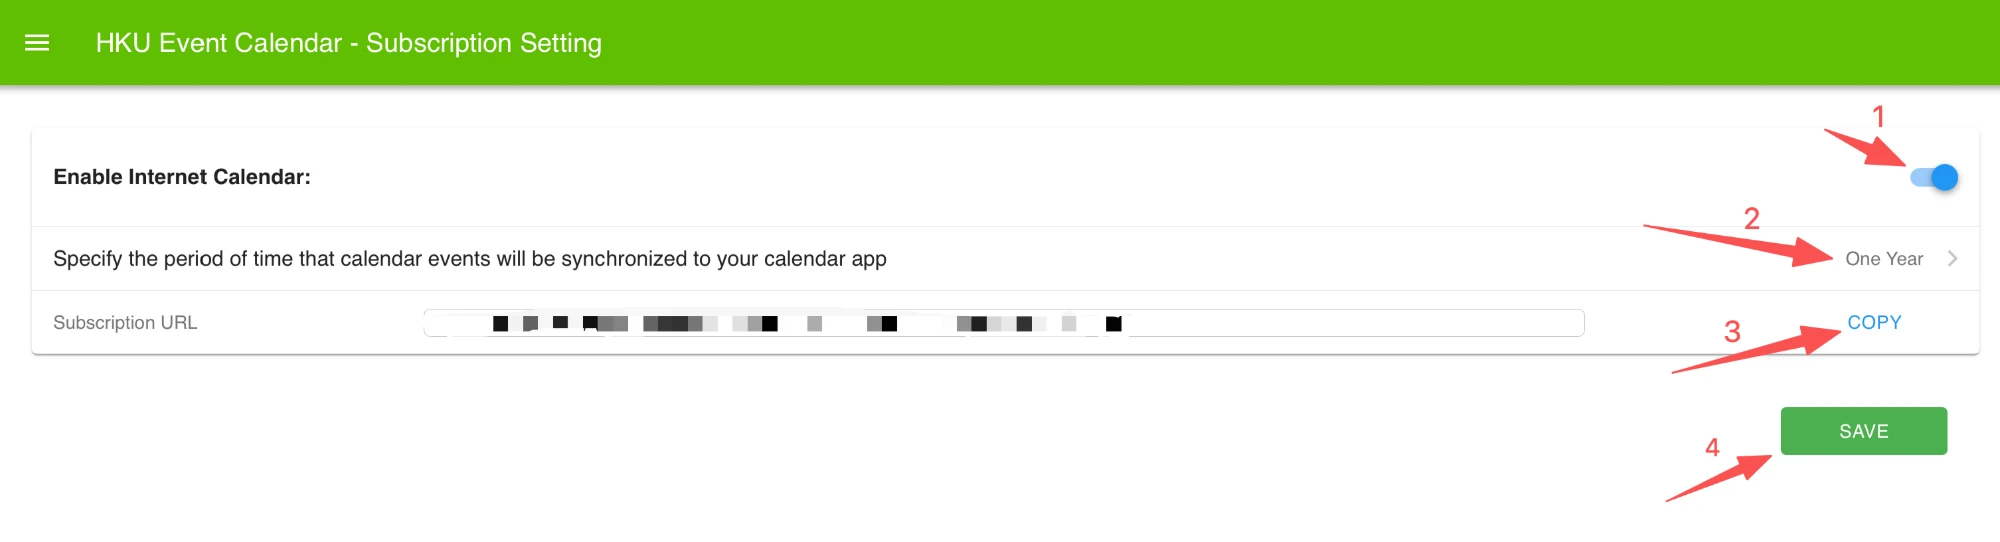 HKU Event Calendar - Subscription Setting
1
Enable Internet Calendar:
2
Specify the period of time that calendar events will be synchronized to your calendar app
One Year
Subscription URL
COPY
3
SAVE
4